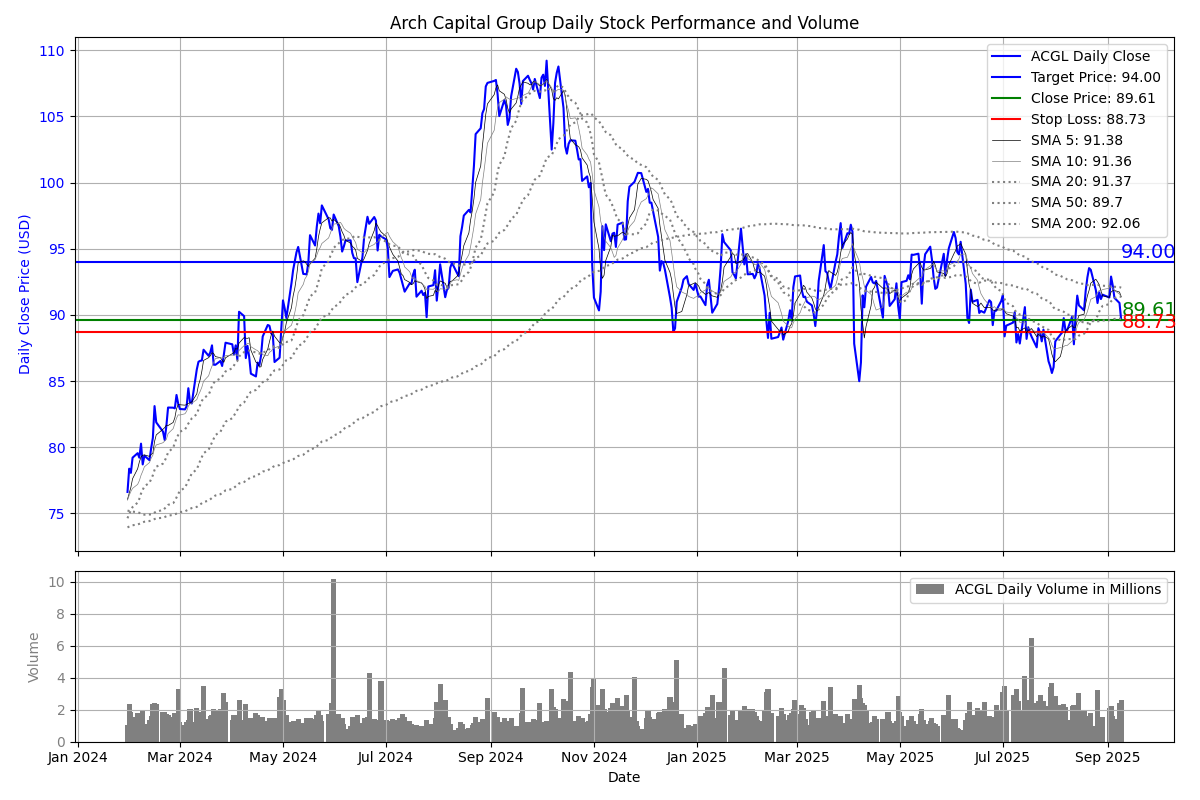 Arch Capital Group Daily Stock Performance and Volume
Daily Close Price (USD)
110
105
100
95
90
85
80
75
ACGL Daily Close
Target Price: 94.00
Close Price: 89.61
Stop Loss: 88.73
SMA 5: 91.38
SMA 10: 91.36
SMA 20: 91.37
SMA 50: 89.7
SMA 200: 92.06
94.00
89.61
88.73
Volume
10
8
6
4
2
0
ACGL Daily Volume in Millions
Jan 2024 Mar 2024 May 2024 Jul 2024 Sep 2024 Nov 2024 Jan 2025 Mar 2025 May 2025 Jul 2025 Sep 2025
Date